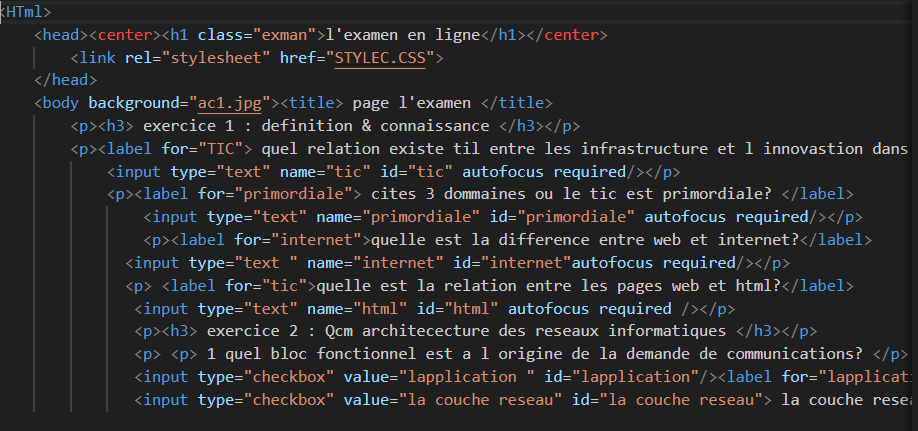 <HTml>
<head><center><h1 class="exman">l'examen en ligne</h1></center>
<link rel="stylesheet" href="STYLEC.CSS">
</head>
<body background="ac1.jpg"><title> page l'examen </title>
<p><h3> exercice 1 : definition & connaissance </h3></p>
<p><label for="TIC"> quel relation existe til entre les infrastructure et l innovastion dans
<input type="text" name="tic" id="tic" autofocus required/></p>
<p><label for="primordiale"> cites 3 dommaines ou le tic est primordiale? </label>
<input type="text" name="primordiale" id="primordiale" autofocus required/></p>
<p><label for="internet">quelle est la difference entre web et internet?</label>
<input type="text " name="internet" id="internet"autofocus required/></p>
<p> <label for="tic">quelle est la relation entre les pages web et html?</label>
<input type="text" name="html" id="html" autofocus required /></p>
<p><h3> exercice 2 : Qcm architececture des reseaux informatiques </h3></p>
<p> <p> 1 quel bloc fonctionnel est a l origine de la demande de communications? </p>
<input type="checkbox" value="lapplication " id="lapplication"/><label for="lapplicati
<input type="checkbox" value="la couche reseau" id="la couche reseau"> la couche resea